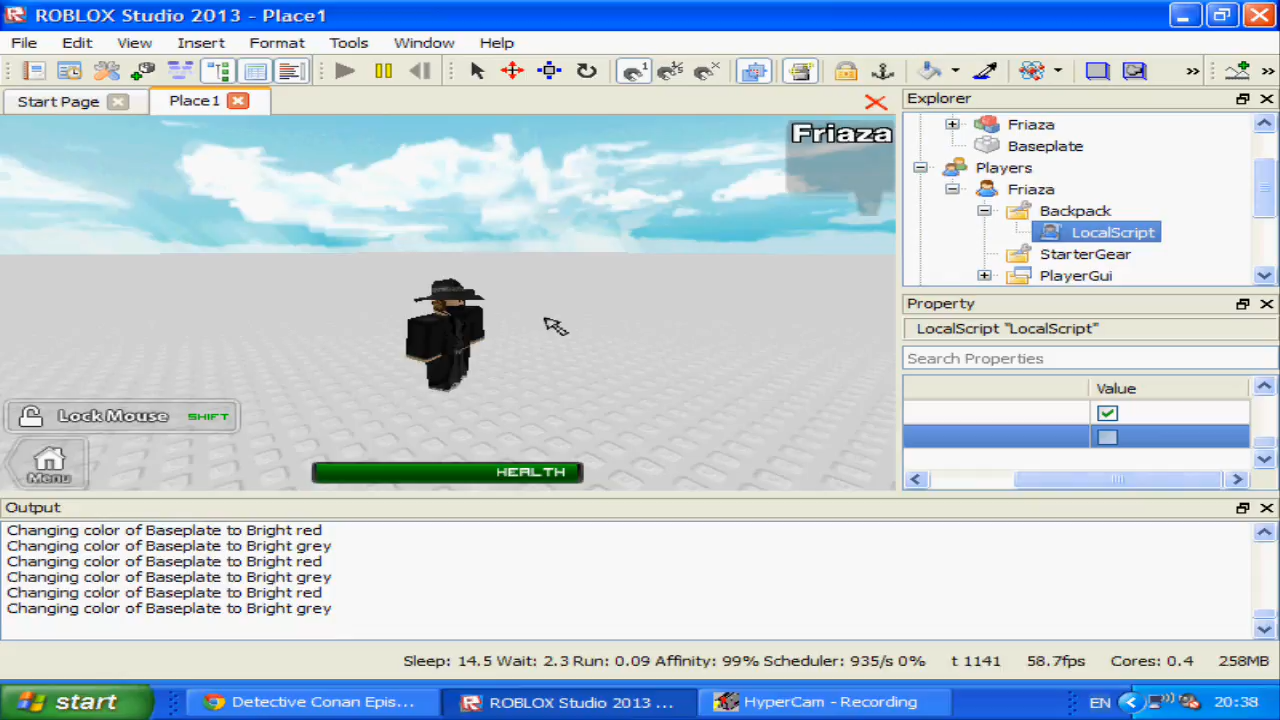 ROBLOX Studio 2013 - Place1
File Edit View Insert Format Tools Window Help
Start Page Place1
Friaza
Lock Mouse SHIFT
Menu
HEALTH
Explorer
Friaza
Baseplate
Players
Friaza
Backpack
LocalScript
StarterGear
PlayerGui
Property
LocalScript "LocalScript"
Search Properties
Value
Output
Changing color of Baseplate to Bright red
Changing color of Baseplate to Bright grey
Changing color of Baseplate to Bright red
Changing color of Baseplate to Bright grey
Changing color of Baseplate to Bright red
Changing color of Baseplate to Bright grey
Sleep: 14.5 Wait: 2.3 Run: 0.09 Affinity: 99% Scheduler: 935/s 0% t 1141 58.7fps Cores: 0.4 258MB
start Detective Conan Epis... ROBLOX Studio 2013 ... HyperCam - Recording EN 20:38